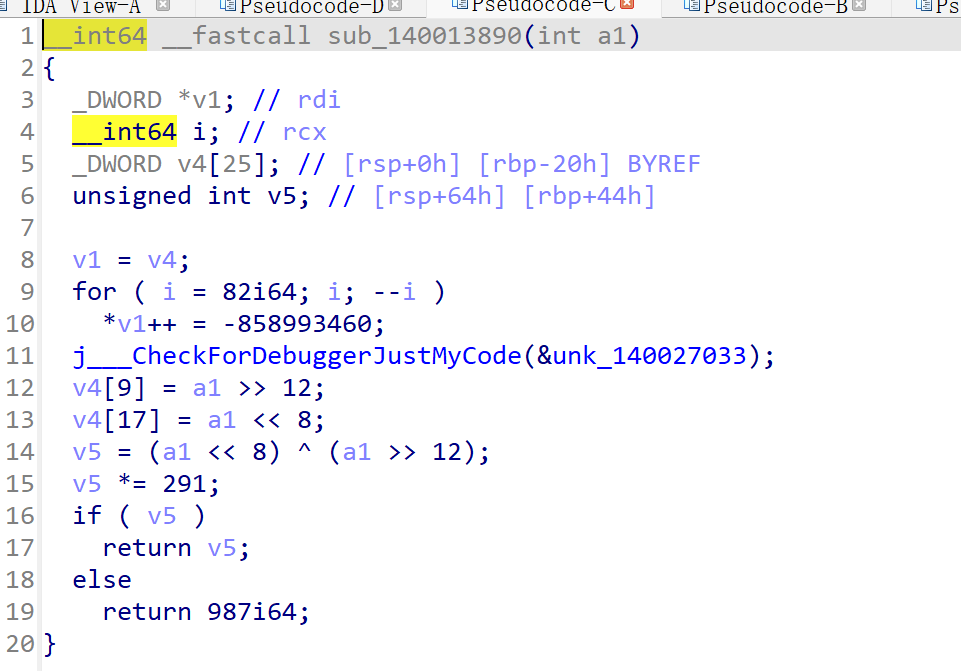 IDA View-A Pseudocode-D Pseudocode-C Pseudocode-B Ps
1 __int64 __fastcall sub_140013890(int a1)
2 {
3   _DWORD *v1; // rdi
4   __int64 i; // rcx
5   _DWORD v4[25]; // [rsp+0h] [rbp-20h] BYREF
6   unsigned int v5; // [rsp+64h] [rbp+44h]
7
8   v1 = v4;
9   for ( i = 82i64; i; --i )
10     *v1++ = -858993460;
11   j___CheckForDebuggerJustMyCode(&unk_140027033);
12   v4[9] = a1 >> 12;
13   v4[17] = a1 << 8;
14   v5 = (a1 << 8) ^ (a1 >> 12);
15   v5 *= 291;
16   if ( v5 )
17     return v5;
18   else
19     return 987i64;
20 }